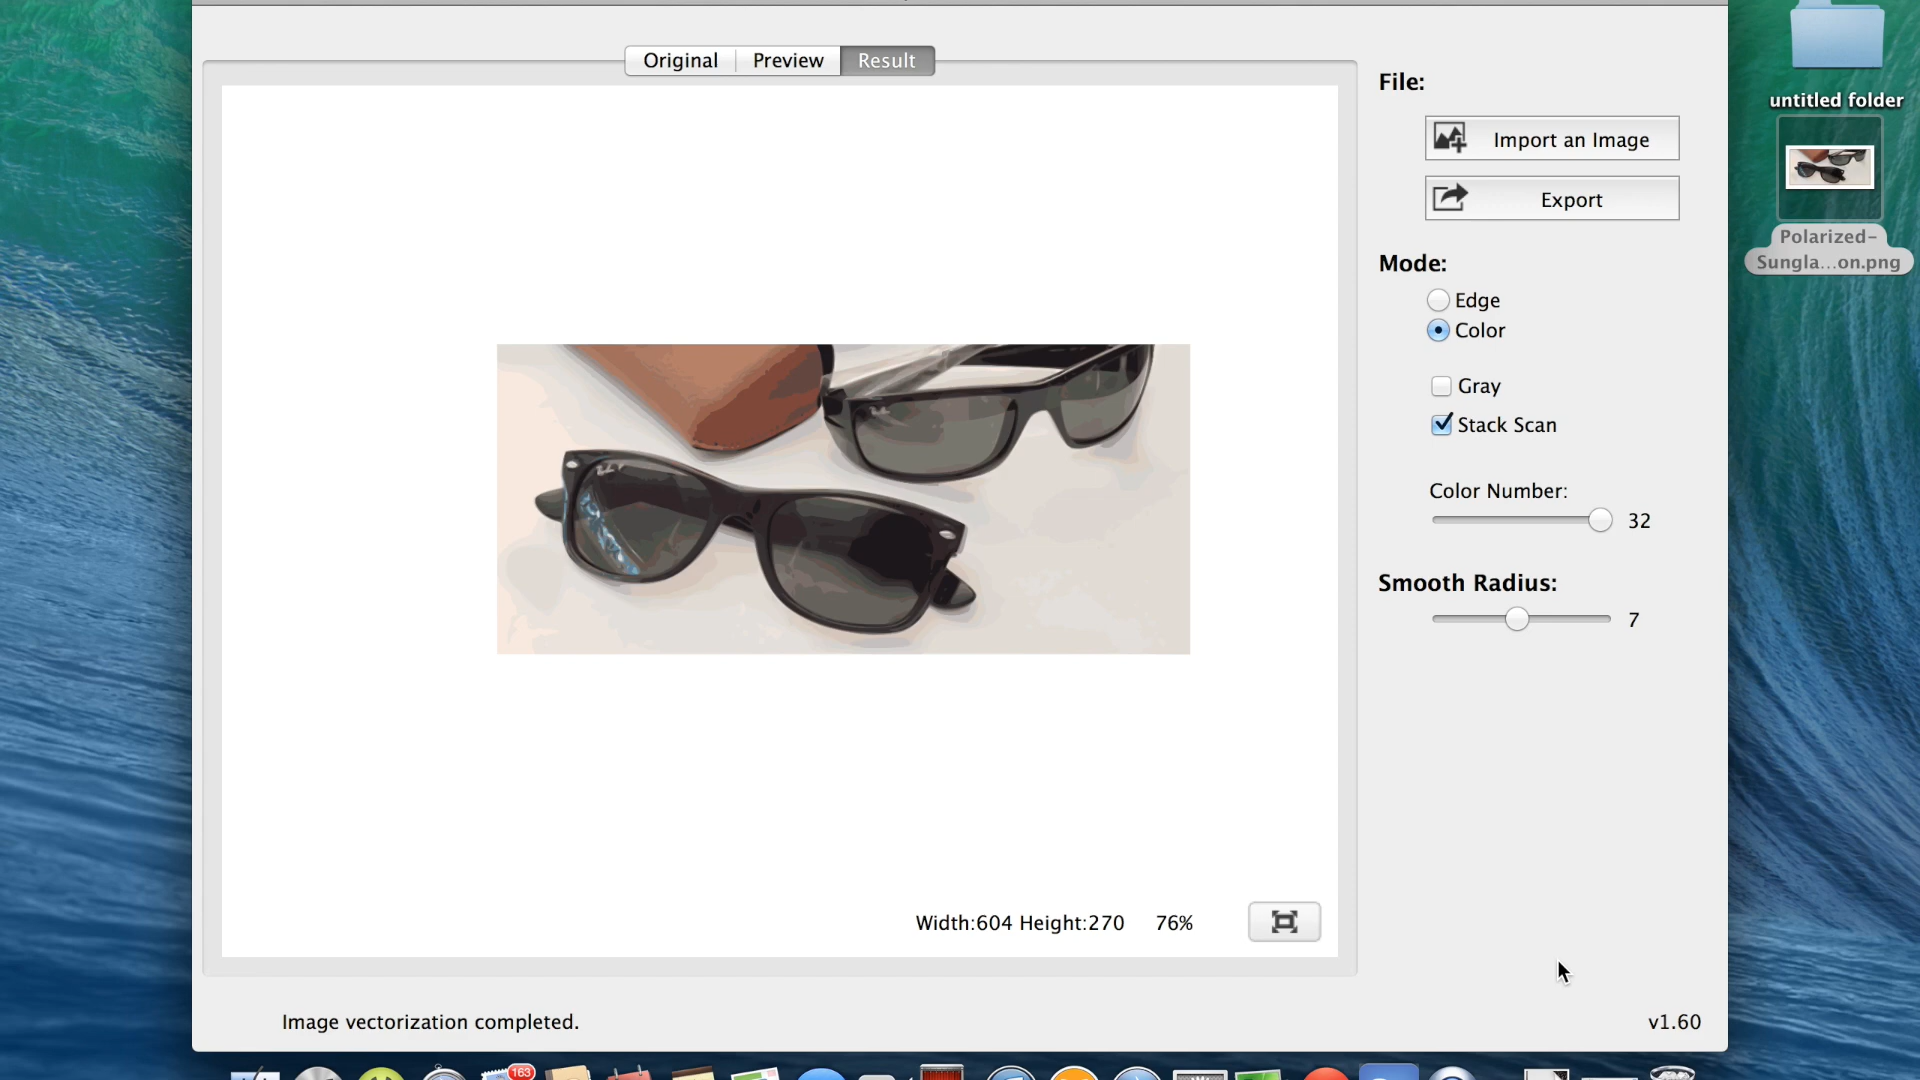 Original Preview Result
File:
Import an Image
Export
Mode:
Edge
Color
Gray
Stack Scan
Color Number:
32
Smooth Radius:
7
Width:604 Height:270 76%
Image vectorization completed.
v1.60
untitled folder
Polarized-
Sungla...on.png
163